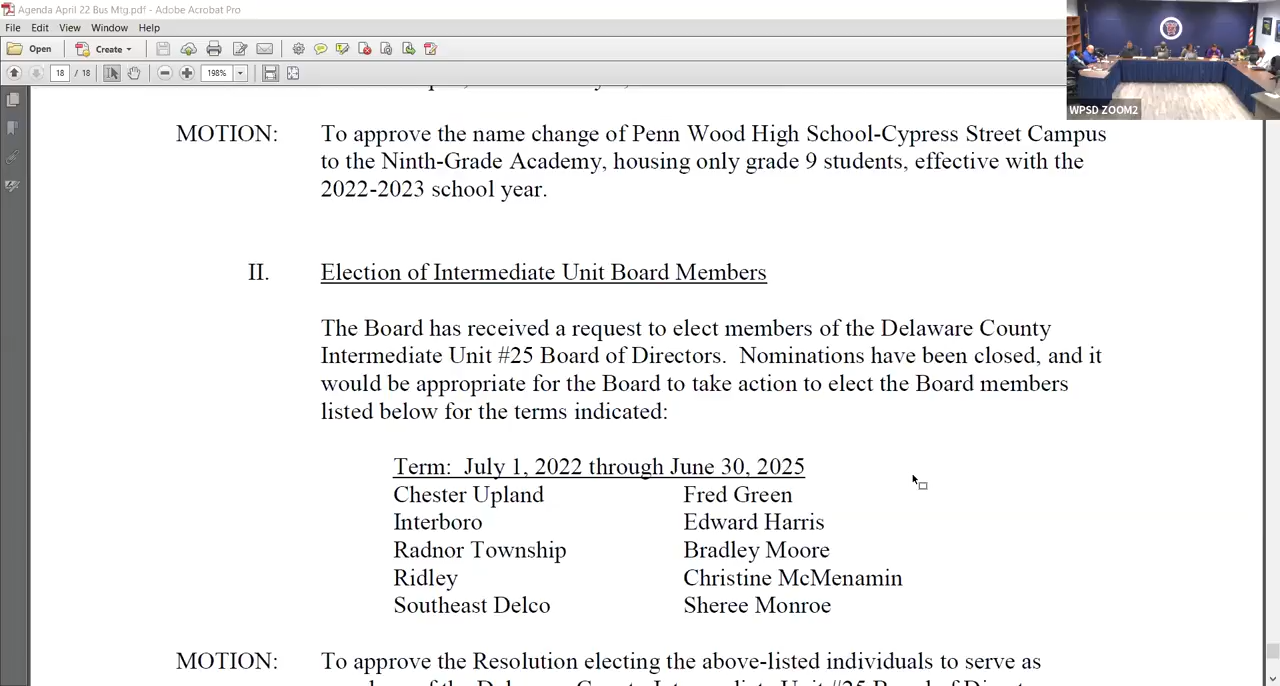 Agenda April 22 Bus Mtg.pdf - Adobe Acrobat Pro
File Edit View Window Help
Open Create
18 / 18 198%
WPSD ZOOM2
MOTION: To approve the name change of Penn Wood High School-Cypress Street Campus
to the Ninth-Grade Academy, housing only grade 9 students, effective with the
2022-2023 school year.
II. Election of Intermediate Unit Board Members
The Board has received a request to elect members of the Delaware County
Intermediate Unit #25 Board of Directors. Nominations have been closed, and it
would be appropriate for the Board to take action to elect the Board members
listed below for the terms indicated:
Term: July 1, 2022 through June 30, 2025
Chester Upland Fred Green
Interboro Edward Harris
Radnor Township Bradley Moore
Ridley Christine McMenamin
Southeast Delco Sheree Monroe
MOTION: To approve the Resolution electing the above-listed individuals to serve as